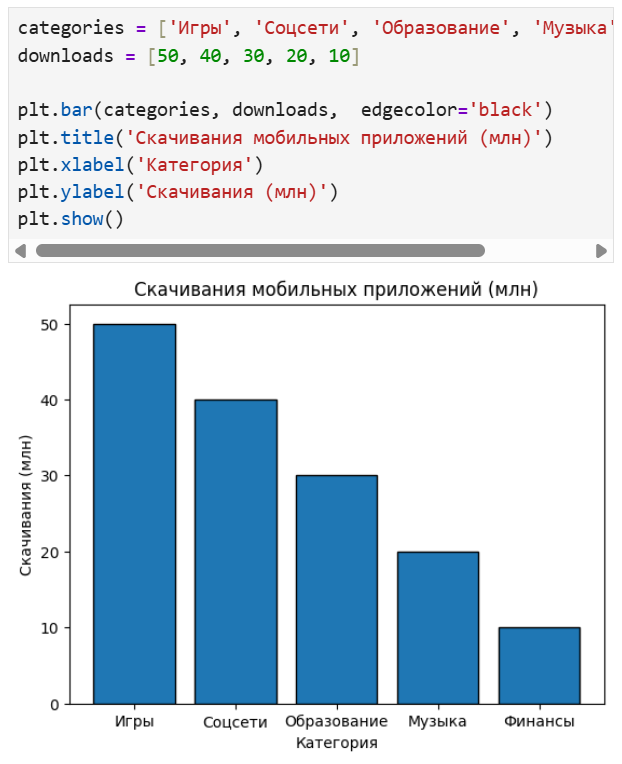 categories = ['Игры', 'Соцсети', 'Образование', 'Музыка'
downloads = [50, 40, 30, 20, 10]
plt.bar(categories, downloads,  edgecolor='black')
plt.title('Скачивания мобильных приложений (млн)')
plt.xlabel('Категория')
plt.ylabel('Скачивания (млн)')
plt.show()
Скачивания мобильных приложений (млн)
Скачивания (млн)
50
40
30
20
10
0
Игры Соцсети Образование Музыка Финансы
Категория